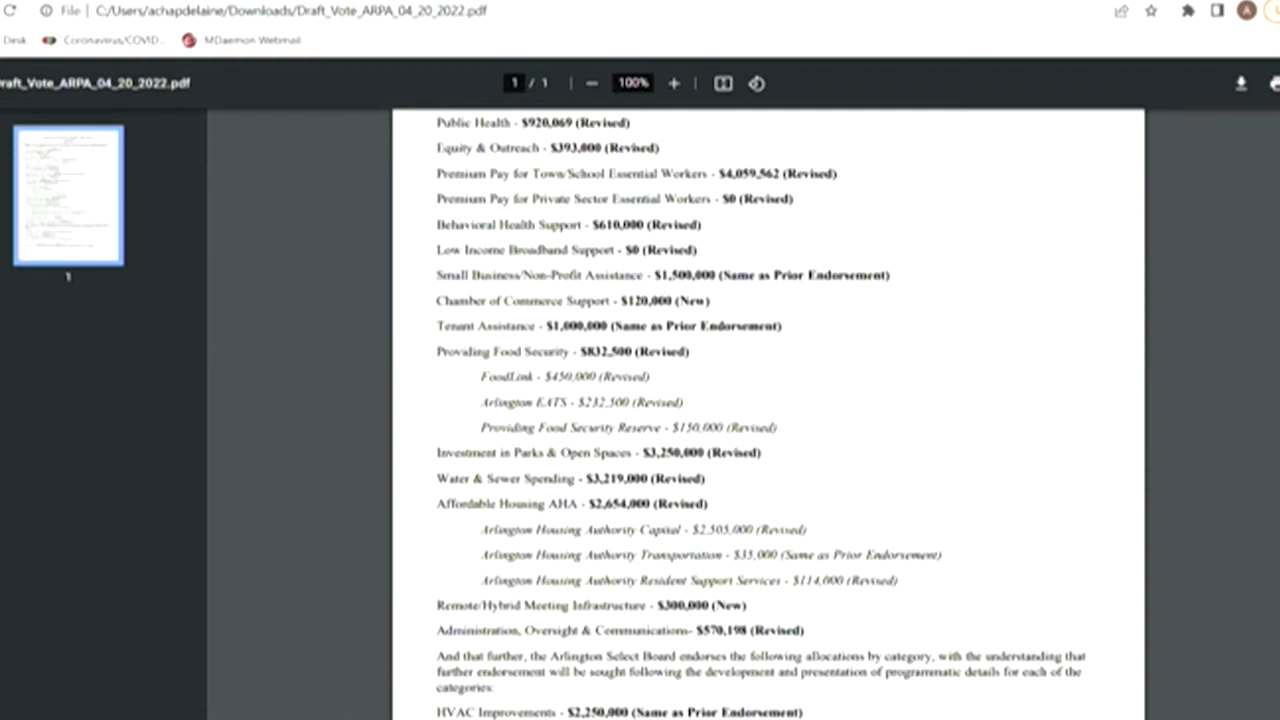 File | C:/Users/achapdelaine/Downloads/Draft_Vote_ARPA_04_20_2022.pdf
Desk Coronavirus/COVID... MDaemon Webmail
raft_Vote_ARPA_04_20_2022.pdf 1 / 1 100%
1
Public Health - $920,069 (Revised)
Equity & Outreach - $393,000 (Revised)
Premium Pay for Town/School Essential Workers - $4,059,562 (Revised)
Premium Pay for Private Sector Essential Workers - $0 (Revised)
Behavioral Health Support - $610,000 (Revised)
Low Income Broadband Support - $0 (Revised)
Small Business/Non-Profit Assistance - $1,500,000 (Same as Prior Endorsement)
Chamber of Commerce Support - $120,000 (New)
Tenant Assistance - $1,000,000 (Same as Prior Endorsement)
Providing Food Security - $832,500 (Revised)
FoodLink - $450,000 (Revised)
Arlington EATS - $232,500 (Revised)
Providing Food Security Reserve - $150,000 (Revised)
Investment in Parks & Open Spaces - $3,250,000 (Revised)
Water & Sewer Spending - $3,219,000 (Revised)
Affordable Housing AHA - $2,654,000 (Revised)
Arlington Housing Authority Capital - $2,505,000 (Revised)
Arlington Housing Authority Transportation - $35,000 (Same as Prior Endorsement)
Arlington Housing Authority Resident Support Services - $114,000 (Revised)
Remote/Hybrid Meeting Infrastructure - $300,000 (New)
Administration, Oversight & Communications- $570,198 (Revised)
And that further, the Arlington Select Board endorses the following allocations by category, with the understanding that
further endorsement will be sought following the development and presentation of programmatic details for each of the
categories:
HVAC Improvements - $2,250,000 (Same as Prior Endorsement)